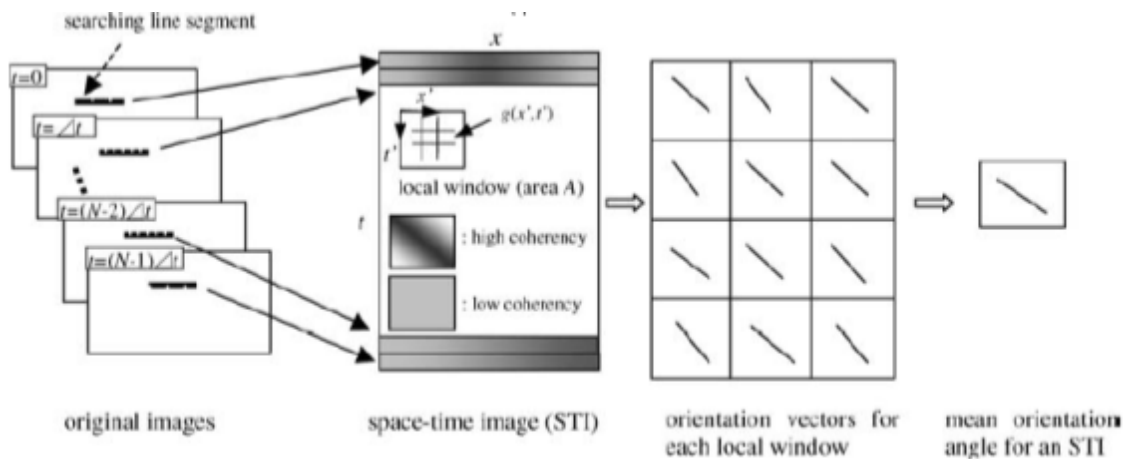 searching line segment
x
t=0
x'
g(x',t')
t=⊿t
t'
local window (area A)
t=(N-2)⊿t
t
: high coherency
t=(N-1)⊿t
: low coherency
original images
space-time image (STI)
orientation vectors for
each local window
mean orientation
angle for an STI